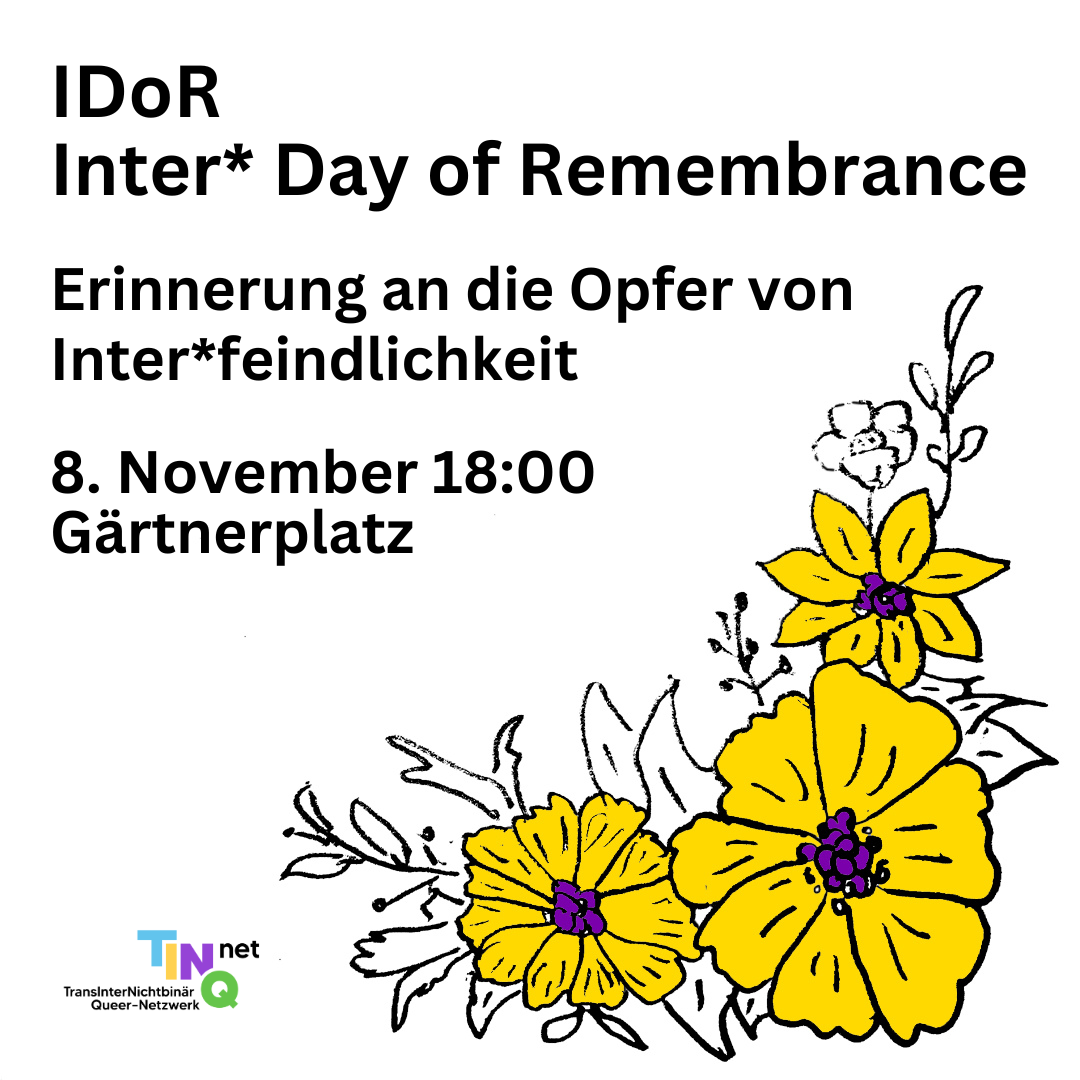 IDoR
Inter* Day of Remembrance
Erinnerung an die Opfer von
Inter*feindlichkeit
8. November 18:00
Gärtnerplatz
TIN net
Q
TransInterNichtbinär
Queer-Netzwerk